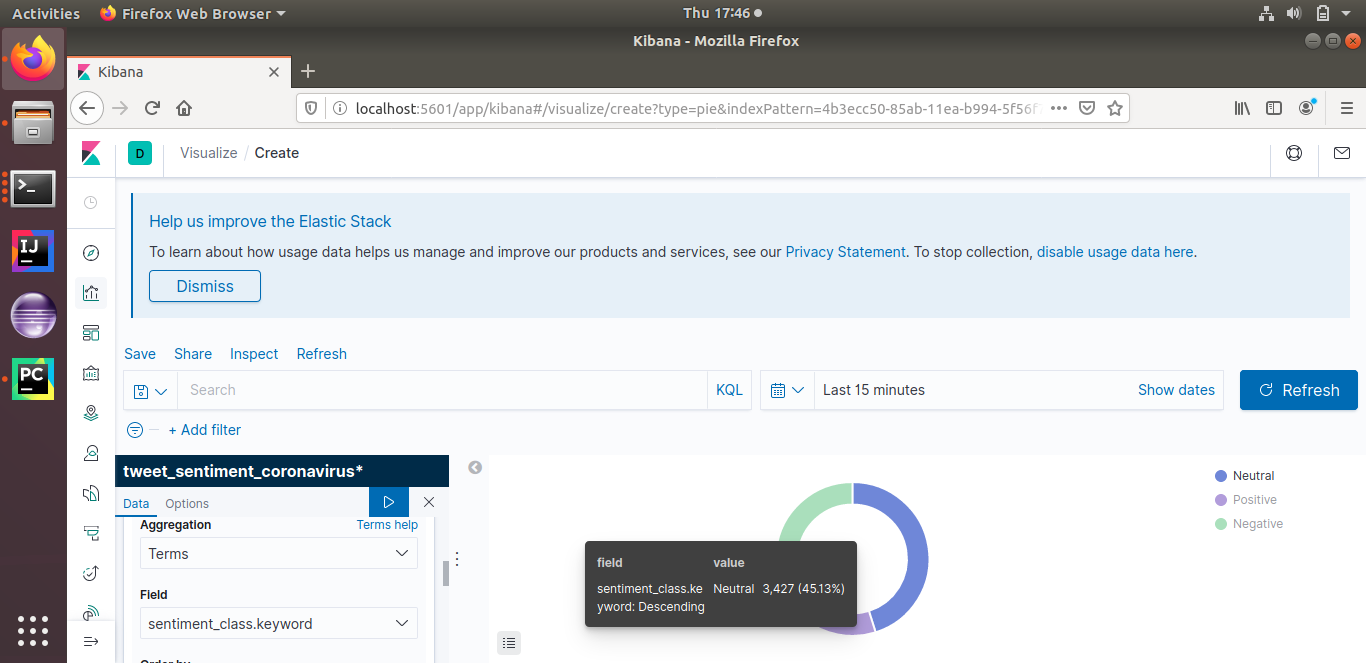 Activities Firefox Web Browser Thu 17:46
Kibana - Mozilla Firefox
Kibana
localhost:5601/app/kibana#/visualize/create?type=pie&indexPattern=4b3ecc50-85ab-11ea-b994-5f56f
D Visualize / Create
Help us improve the Elastic Stack
To learn about how usage data helps us manage and improve our products and services, see our Privacy Statement. To stop collection, disable usage data here.
Dismiss
Save Share Inspect Refresh
Search KQL Last 15 minutes Show dates Refresh
+ Add filter
tweet_sentiment_coronavirus*
Data Options
Aggregation Terms help
Terms
Field
sentiment_class.keyword
Order by
Neutral
Positive
Negative
field value
sentiment_class.ke Neutral 3,427 (45.13%)
yword: Descending
IJ
PC